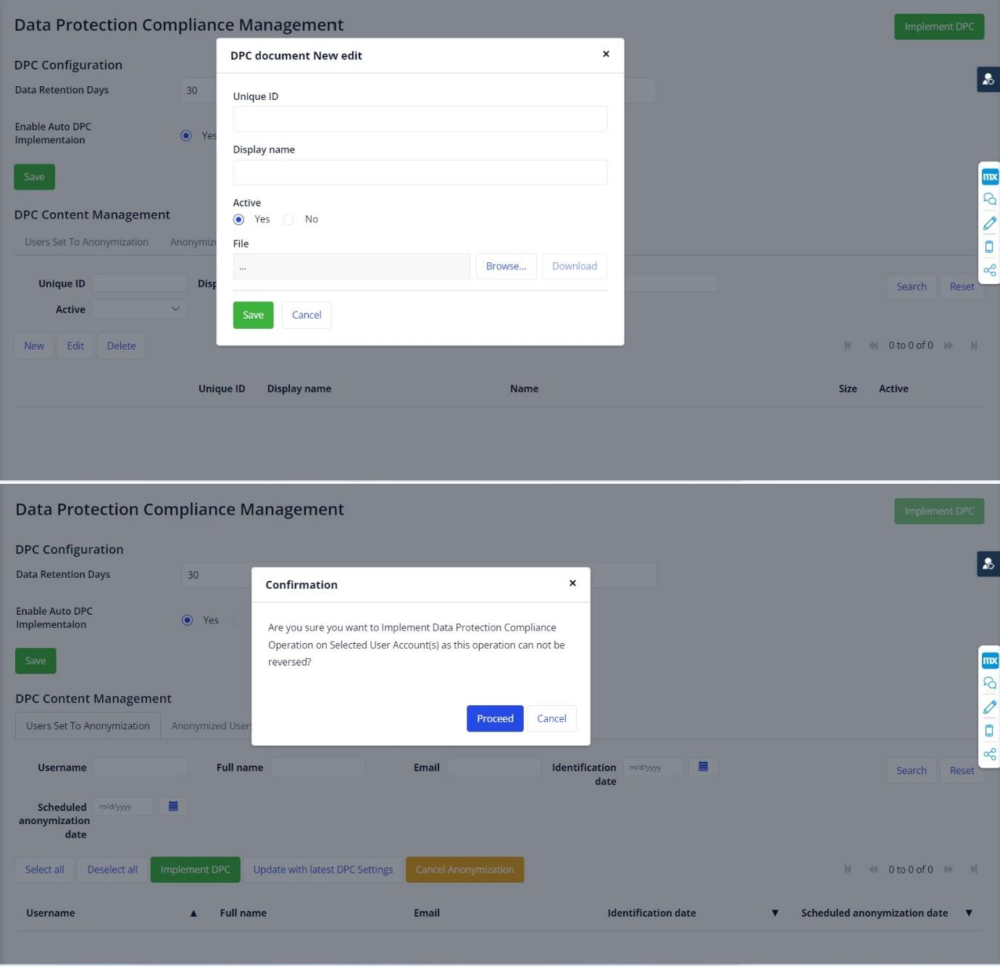 Data Protection Compliance Management
Implement DPC
DPC document New edit
×
DPC Configuration
Unique ID
Data Retention Days
30
Enable Auto DPC
Implementaion
Yes
Display name
Save
Active
Yes No
DPC Content Management
Users Set To Anonymization
File
... Browse... Download
Unique ID
Search Reset
Active
Save Cancel
New Edit Delete
0 to 0 of 0
Unique ID Display name Name Size Active
mx
Data Protection Compliance Management
Implement DPC
DPC Configuration
Data Retention Days
30
Confirmation
×
Enable Auto DPC
Implementaion
Yes
Are you sure you want to Implement Data Protection Compliance
Operation on Selected User Account(s) as this operation can not be
reversed?
Save
mx
DPC Content Management
Proceed Cancel
Users Set To Anonymization Anonymized Users
Username Full name Email Identification
date
m/d/yyyy
Search Reset
Scheduled
anonymization
date
m/d/yyyy
Select all Deselect all Implement DPC Update with latest DPC Settings Cancel Anonymization
0 to 0 of 0
Username ▲ Full name Email Identification date ▼ Scheduled anonymization date ▼